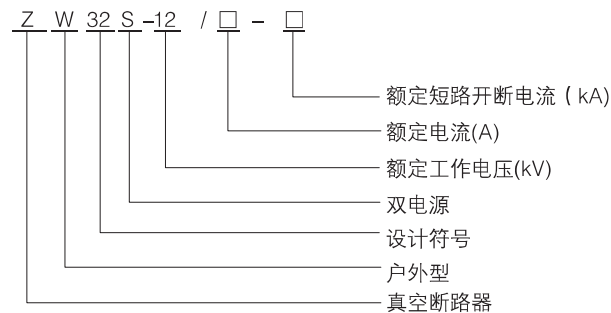 Z W 32 S -12 / □ - □
额定短路开断电流 ( kA)
额定电流(A)
额定工作电压(kV)
双电源
设计符号
户外型
真空断路器